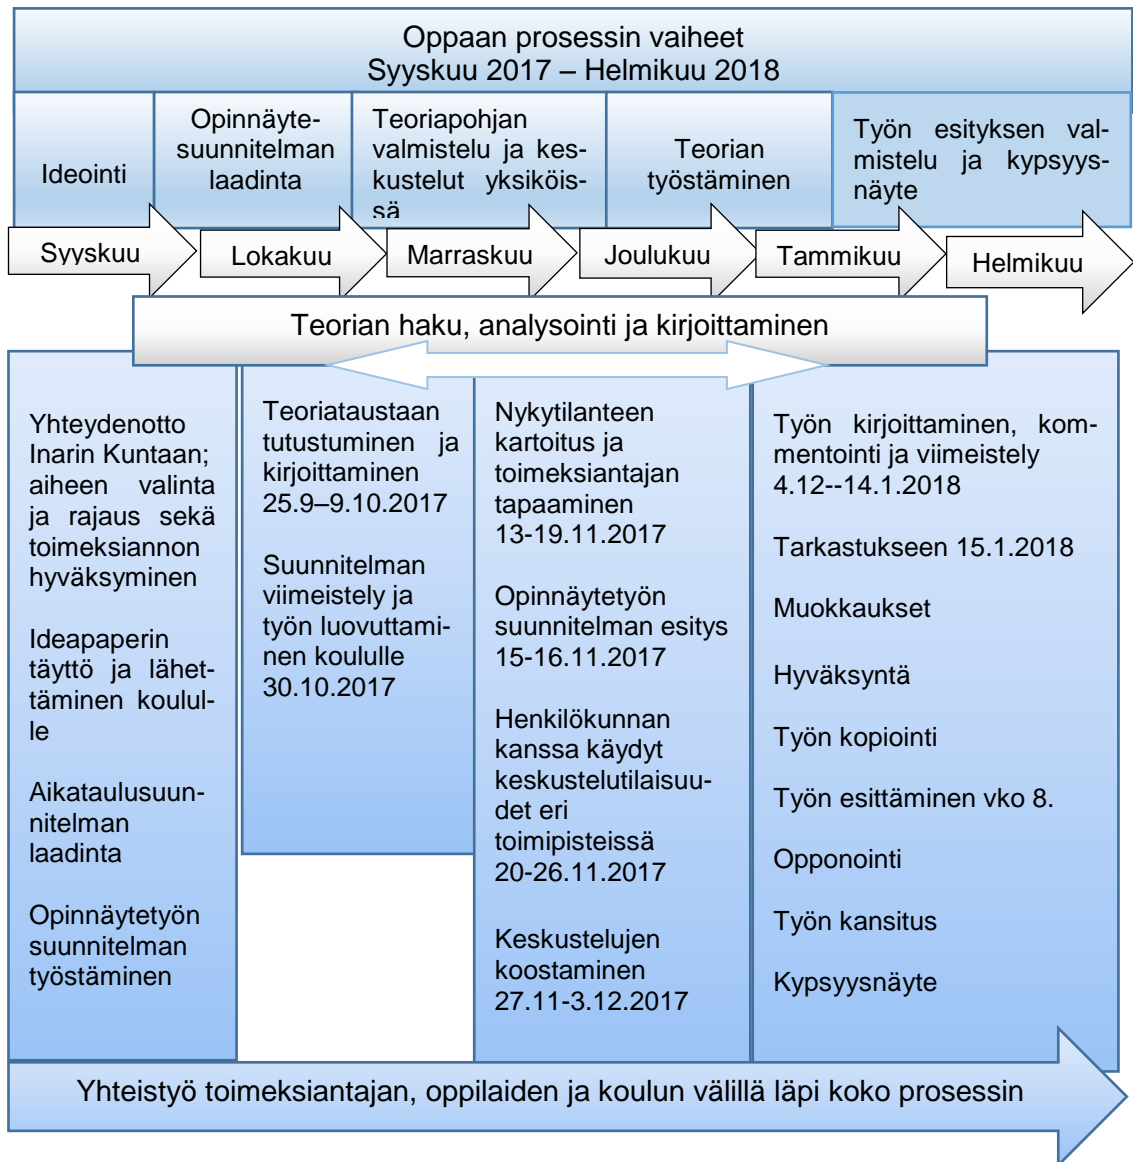 Oppaan prosessin vaiheet
Syyskuu 2017 – Helmikuu 2018
Ideointi
Opinnäyte-
suunnitelman
laadinta
Teoriapohjan
valmistelu ja kes-
kustelut yksiköis-
sä
Teorian
työstäminen
Työn esityksen val-
mistelu ja kypsyys-
näyte
Syyskuu
Lokakuu
Marraskuu
Joulukuu
Tammikuu
Helmikuu
Teorian haku, analysointi ja kirjoittaminen
Yhteydenotto
Inarin Kuntaan;
aiheen valinta
ja rajaus sekä
toimeksiannon
hyväksyminen
Ideapaperin
täyttö ja lähet-
täminen koulul-
le
Aikataulusuun-
nitelman
laadinta
Opinnäytetyön
suunnitelman
työstäminen
Teoriataustaan
tutustuminen ja
kirjoittaminen
25.9–9.10.2017
Suunnitelman
viimeistely ja
työn luovuttami-
nen koululle
30.10.2017
Nykytilanteen
kartoitus ja
toimeksiantajan
tapaaminen
13-19.11.2017
Opinnäytetyön
suunnitelman esitys
15-16.11.2017
Henkilökunnan
kanssa käydyt
keskustelutilaisuu-
det eri
toimipisteissä
20-26.11.2017
Keskustelujen
koostaminen
27.11-3.12.2017
Työn kirjoittaminen, kom-
mentointi ja viimeistely
4.12--14.1.2018
Tarkastukseen 15.1.2018
Muokkaukset
Hyväksyntä
Työn kopiointi
Työn esittäminen vko 8.
Opponointi
Työn kansitus
Kypsyysnäyte
Yhteistyö toimeksiantajan, oppilaiden ja koulun välillä läpi koko prosessin